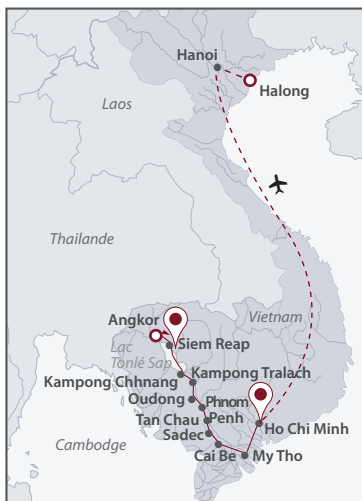 Hanoi
Halong
Laos
Thailande
Vietnam
Angkor
Siem Reap
Lac
Tonlé Sap
Kampong Tralach
Kampong Chhnang
Oudong
Phnom
Penh
Tan Chau
Sadec
Ho Chi Minh
Cai Be
My Tho
Cambodge